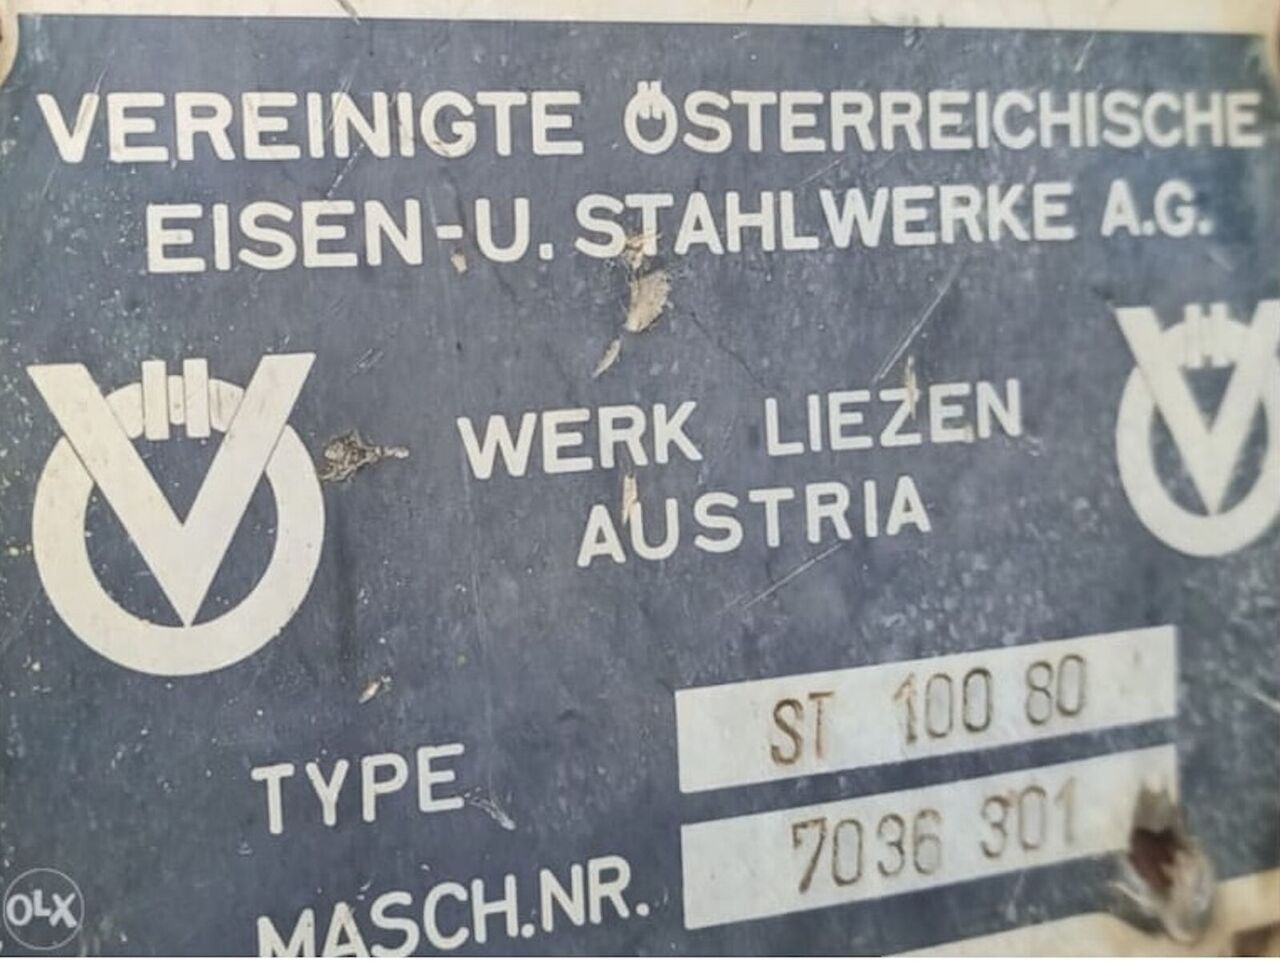 VEREINIGTE ÖSTERREICHISCHE
EISEN-U. STAHLWERKE A.G.
WERK LIEZEN
AUSTRIA
TYPE ST 100 80
MASCH.NR. 7036 301
OLX